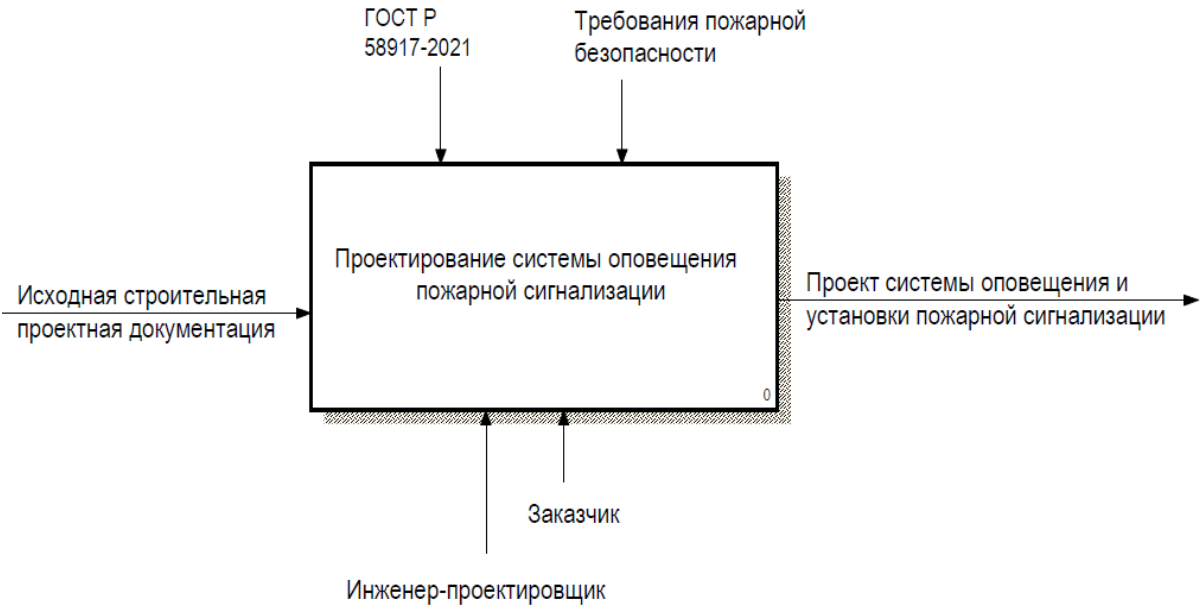 ГОСТ Р
58917-2021
Требования пожарной
безопасности
Проектирование системы оповещения
пожарной сигнализации
0
Исходная строительная
проектная документация
Проект системы оповещения и
установки пожарной сигнализации
Заказчик
Инженер-проектировщик